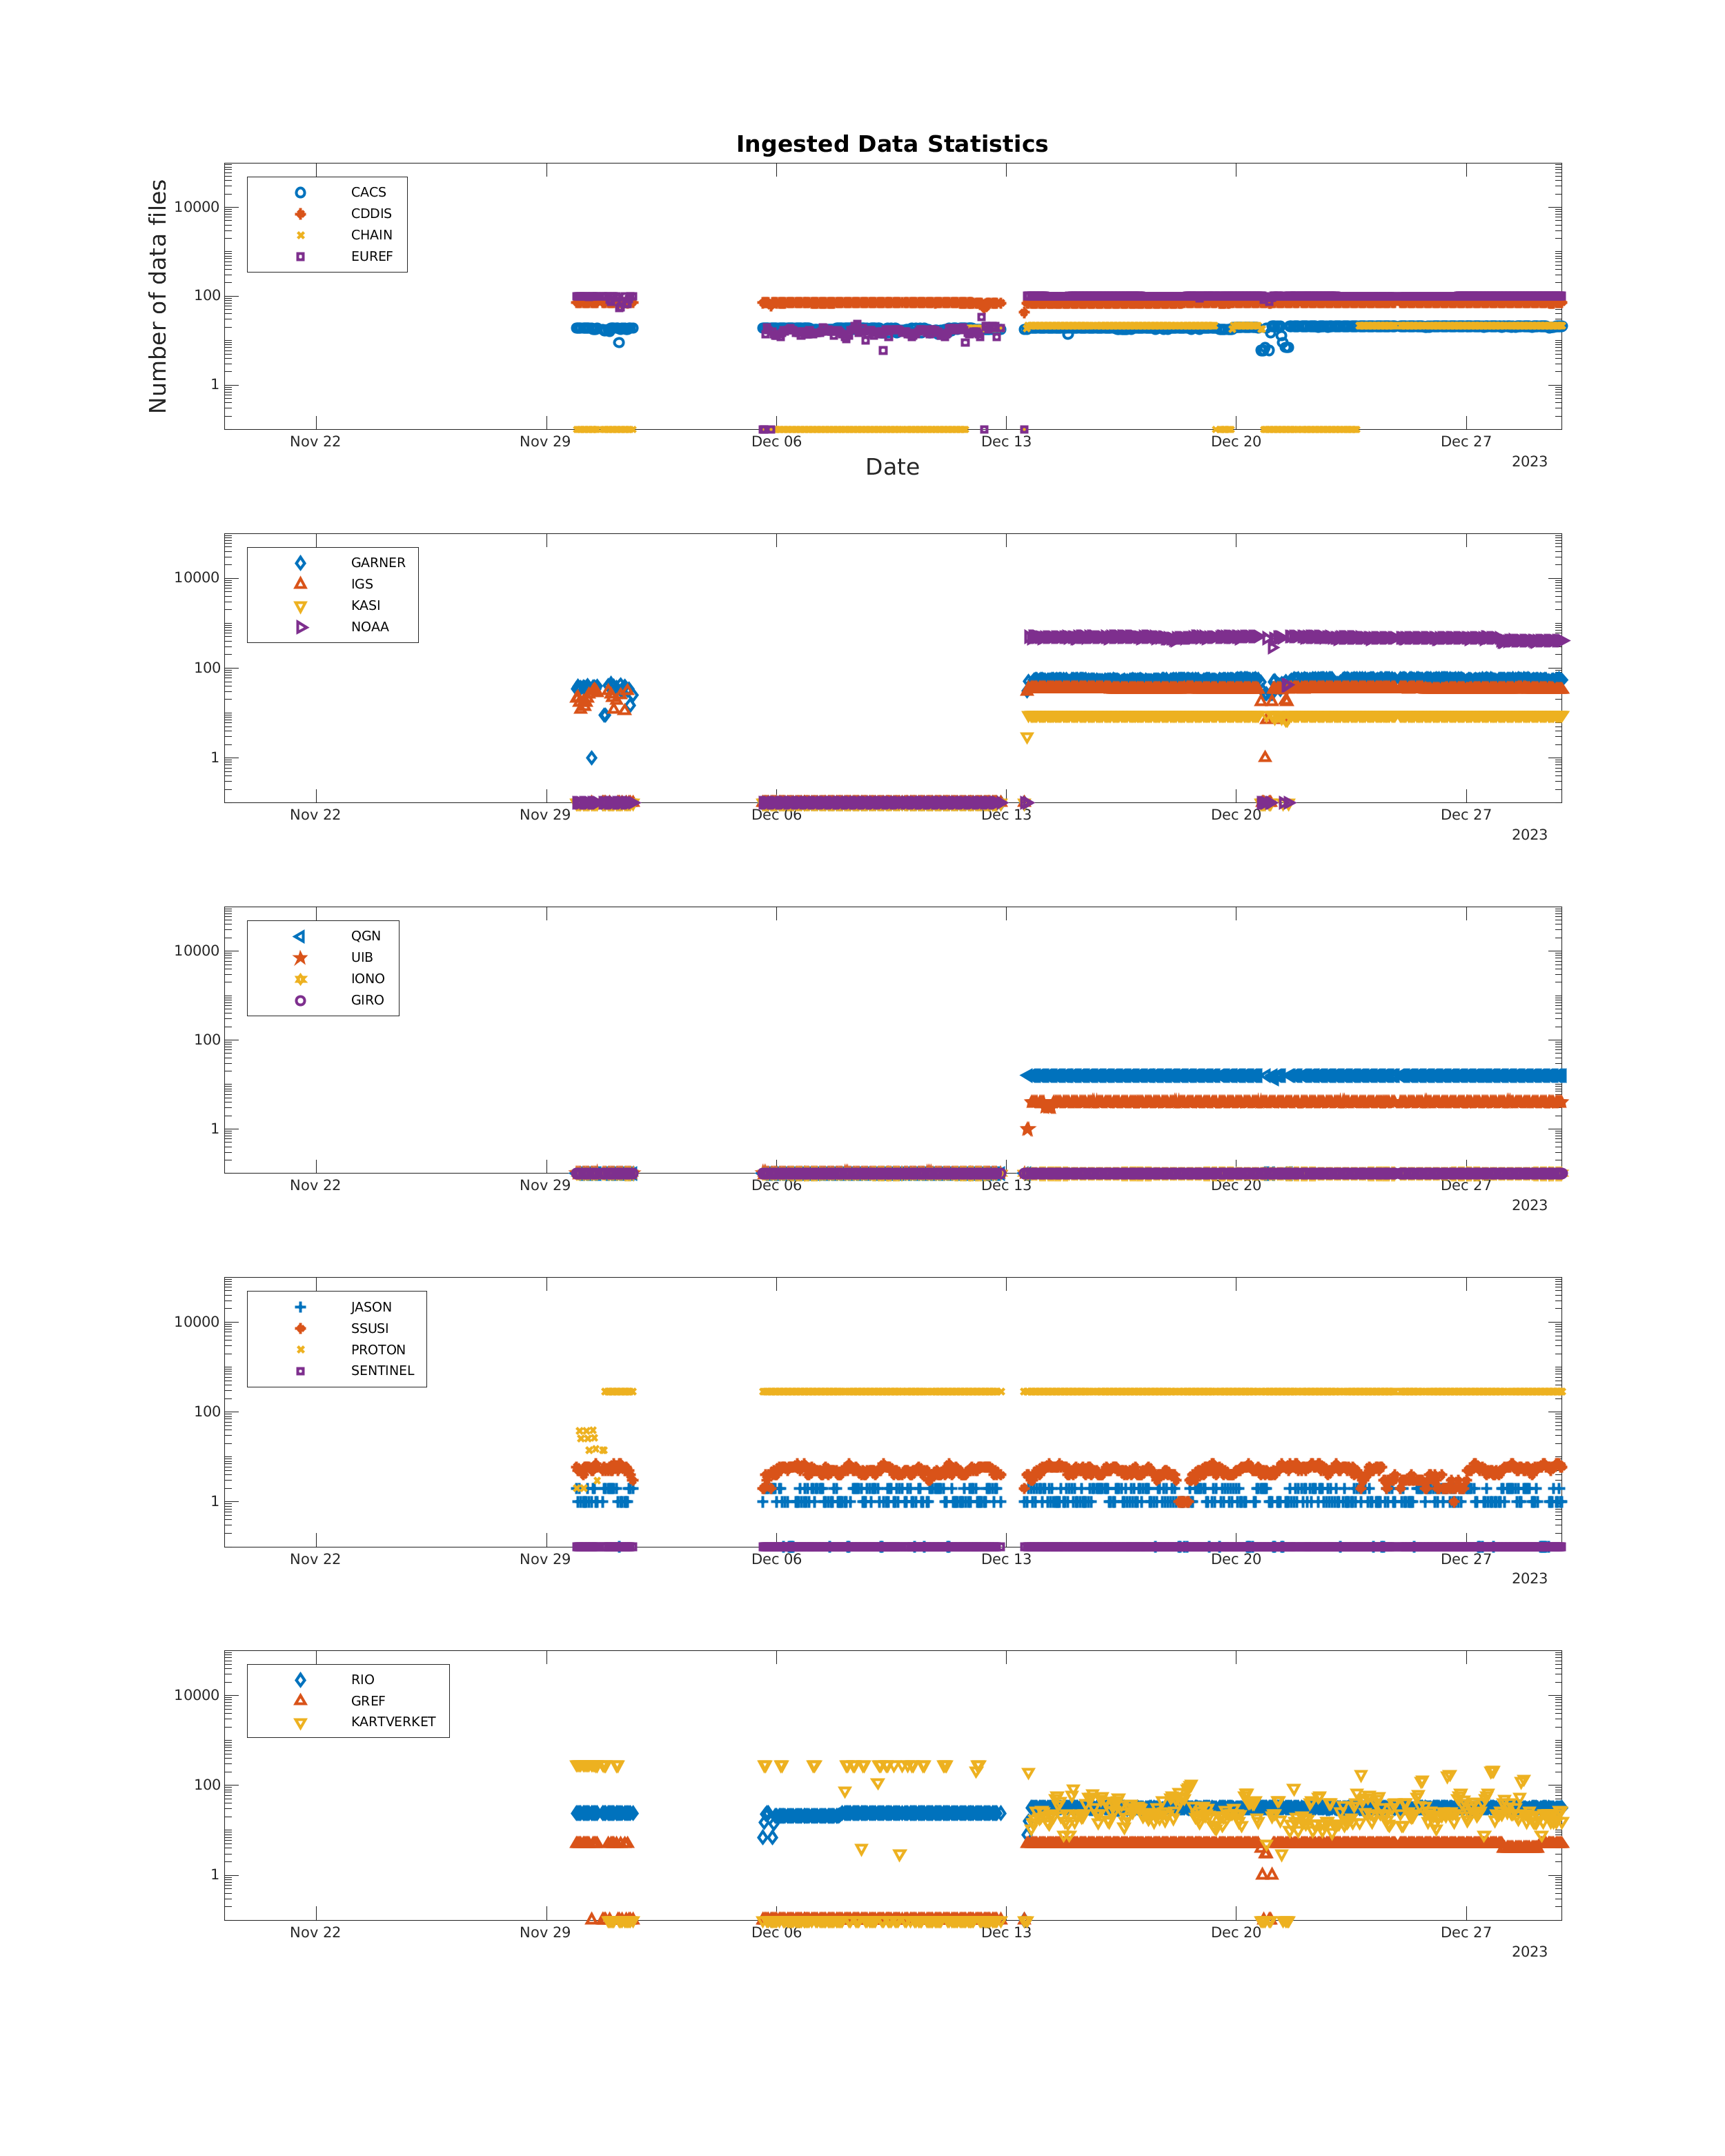 Ingested Data Statistics
Number of data files
10000
100
1
CACS
CDDIS
CHAIN
EUREF
Nov 22
Nov 29
Dec 06
Dec 13
Dec 20
Dec 27
2023
Date
10000
100
1
GARNER
IGS
KASI
NOAA
Nov 22
Nov 29
Dec 06
Dec 13
Dec 20
Dec 27
2023
10000
100
1
QGN
UIB
IONO
GIRO
Nov 22
Nov 29
Dec 06
Dec 13
Dec 20
Dec 27
2023
10000
100
1
JASON
SSUSI
PROTON
SENTINEL
Nov 22
Nov 29
Dec 06
Dec 13
Dec 20
Dec 27
2023
10000
100
1
RIO
GREF
KARTVERKET
Nov 22
Nov 29
Dec 06
Dec 13
Dec 20
Dec 27
2023